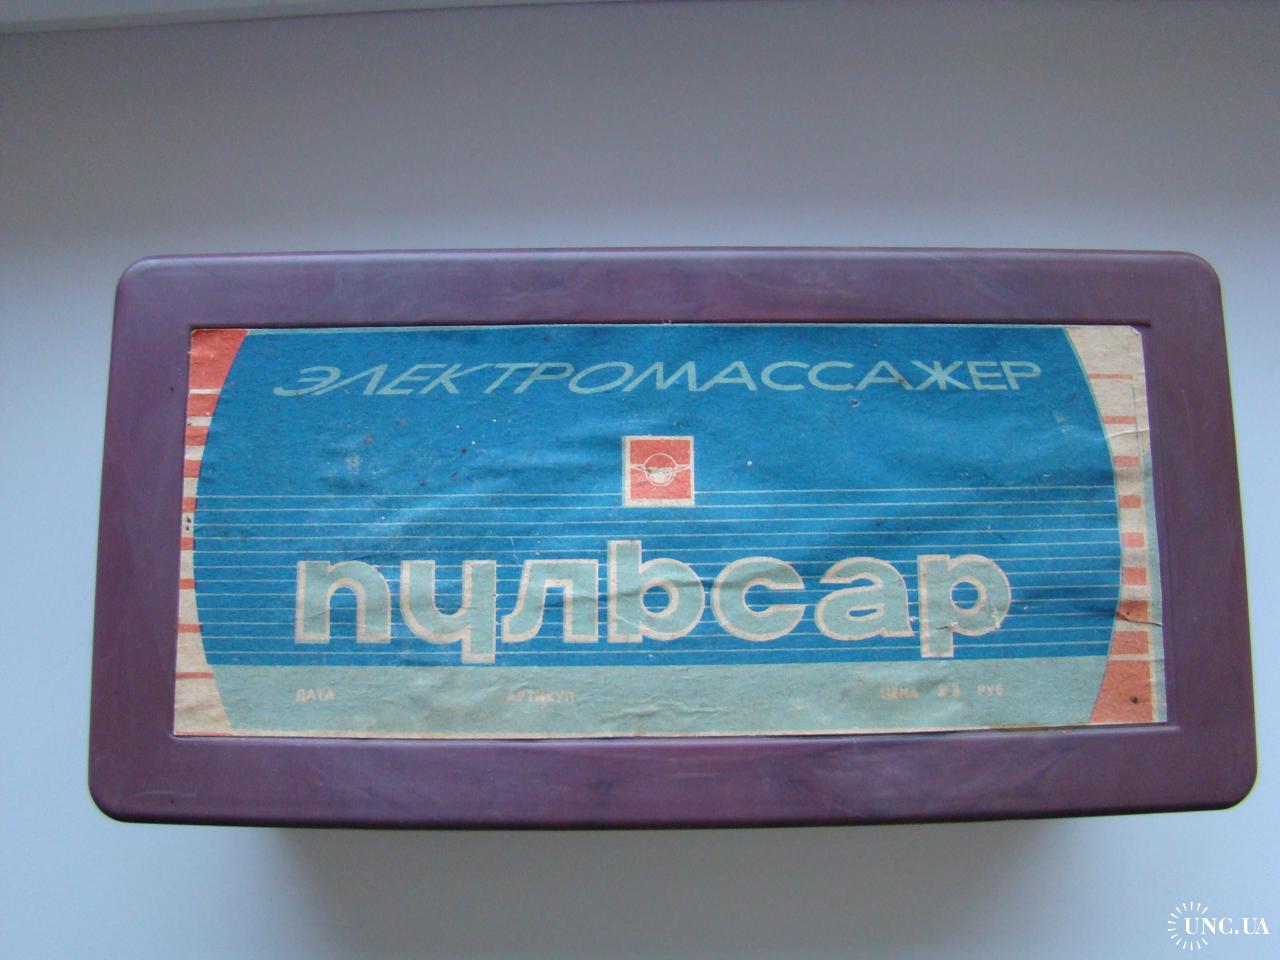 ЭЛЕКТРОМАССАЖЕР
пульсар
ДАТА АРТИКУЛ ЦЕНА РУБ
UNC.UA